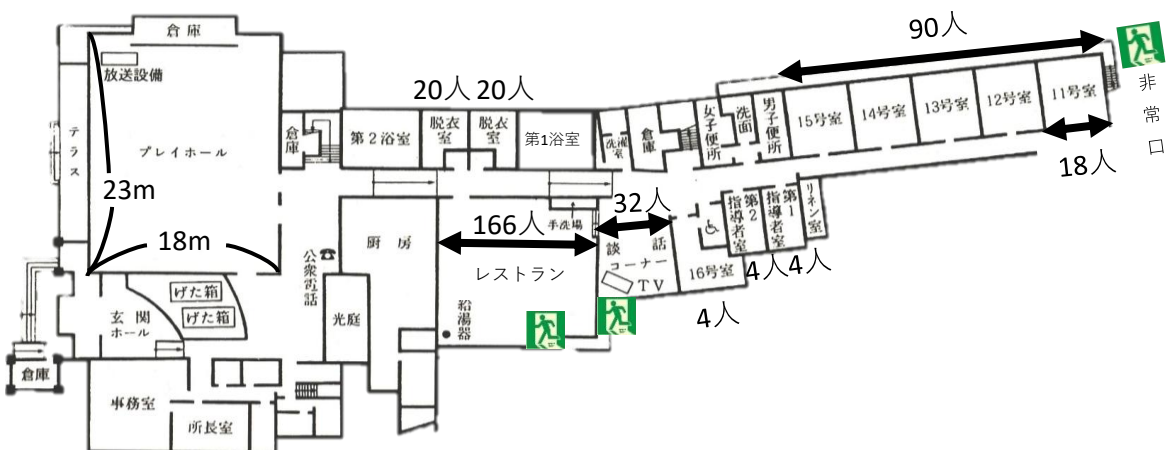 倉庫
90人
放送設備
テラス
プレイホール
23m
18m
倉庫
第2浴室
20人
20人
脱衣室
脱衣室
第1浴室
洗濯室
倉庫
女子便所
洗面
男子便所
15号室
14号室
13号室
12号室
11号室
18人
非常口
公衆電話
厨房
光庭
166人
手洗場
レストラン
給湯器
32人
談話
コーナー
TV
16号室
4人
第2
指導者室
第1
指導者室
リネン室
4人
4人
げた箱
げた箱
玄関
ホール
倉庫
事務室
所長室